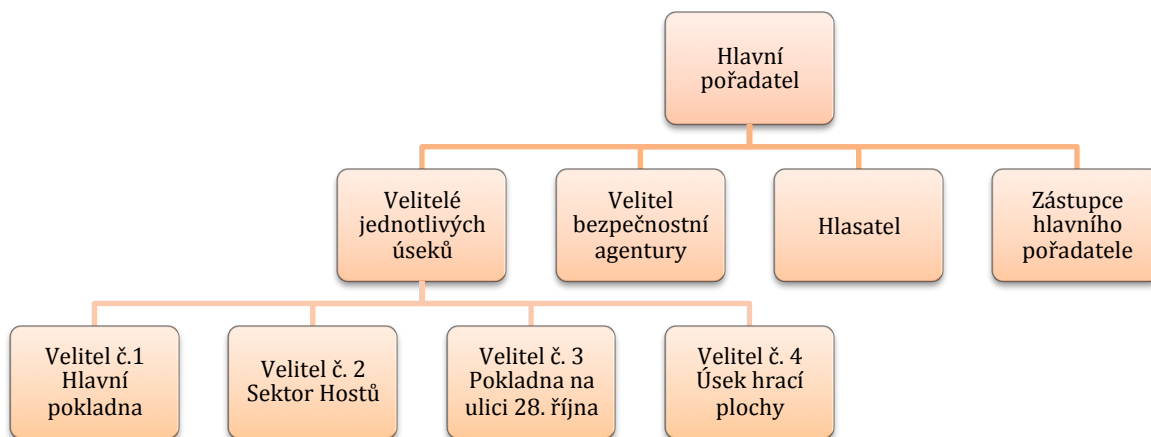 Hlavní
pořadatel
Velitelé
jednotlivých
úseků
Velitel
bezpečnostní
agentury
Hlasatel
Zástupce
hlavního
pořadatele
Velitel č.1
Hlavní
pokladna
Velitel č. 2
Sektor Hostů
Velitel č. 3
Pokladna na
ulici 28. října
Velitel č. 4
Úsek hrací
plochy